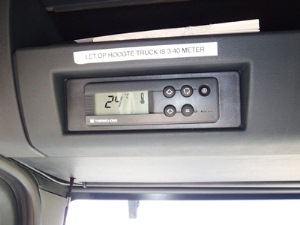 LET OP HOOGTE TRUCK IS 3.40 METER
24°
THERMO KING